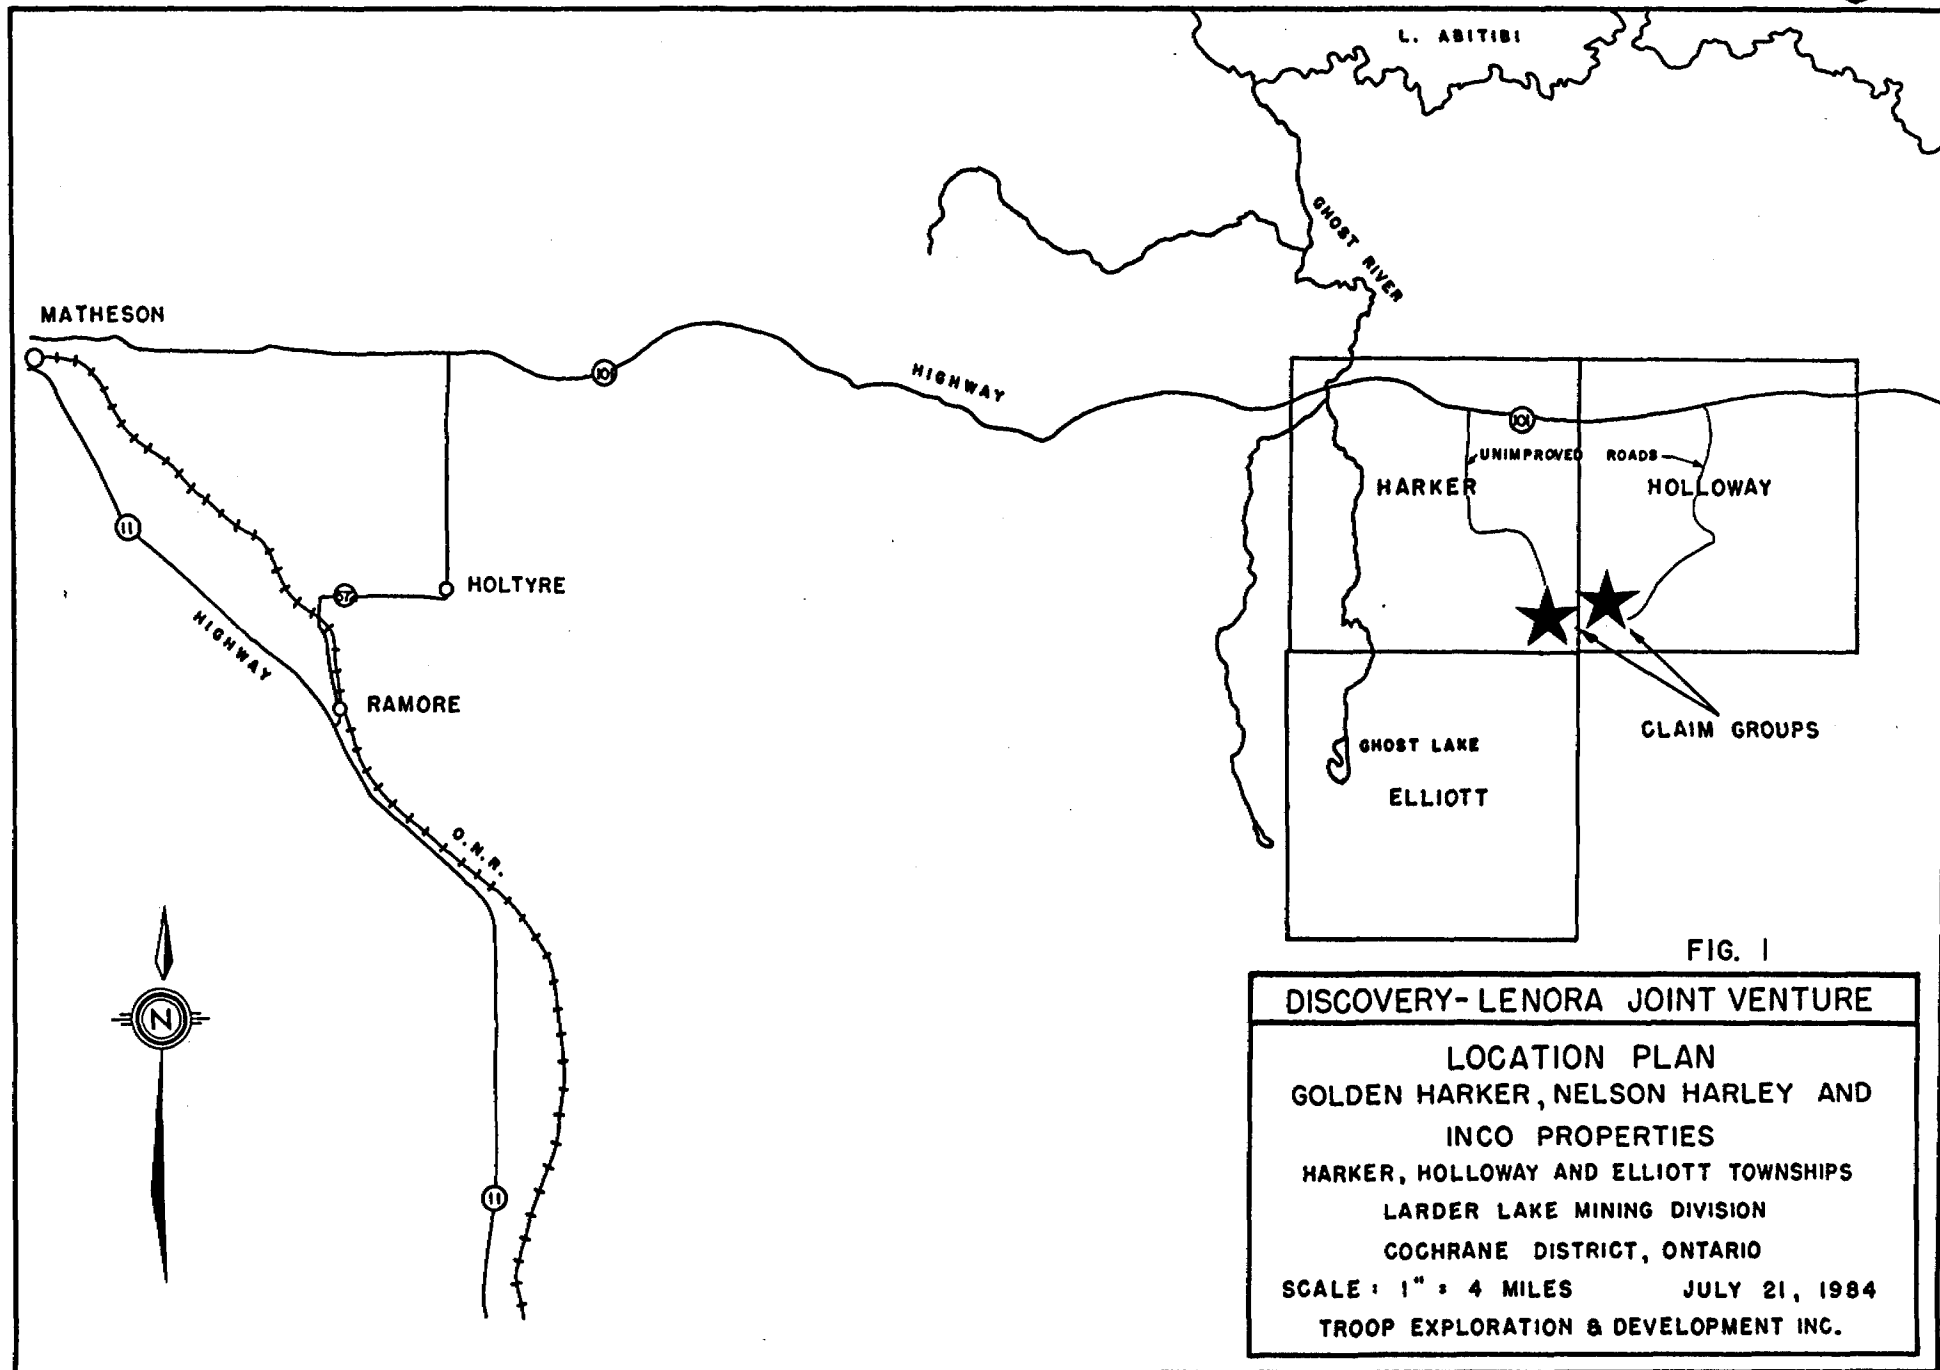 L. ABITIBI
GHOST RIVER
MATHESON
101
HIGHWAY
101
UNIMPROVED ROADS
HARKER
HOLLOWAY
11
HOLTYRE
HIGHWAY
RAMORE
CLAIM GROUPS
GHOST LAKE
ELLIOTT
O.N.R.
N
11
FIG. 1
DISCOVERY-LENORA JOINT VENTURE
LOCATION PLAN
GOLDEN HARKER, NELSON HARLEY AND
INCO PROPERTIES
HARKER, HOLLOWAY AND ELLIOTT TOWNSHIPS
LARDER LAKE MINING DIVISION
COCHRANE DISTRICT, ONTARIO
SCALE: 1" = 4 MILES JULY 21, 1984
TROOP EXPLORATION & DEVELOPMENT INC.